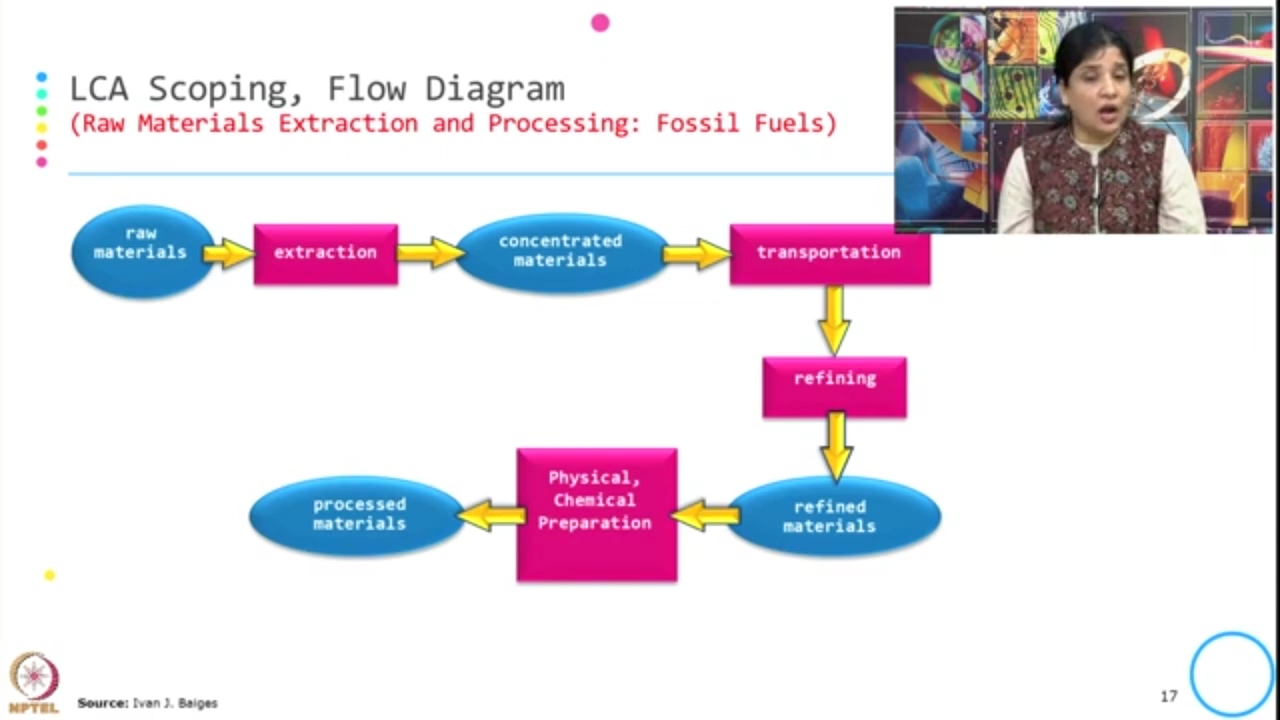 LCA Scoping, Flow Diagram
(Raw Materials Extraction and Processing: Fossil Fuels)
raw
materials
extraction
concentrated
materials
transportation
refining
refined
materials
Physical,
Chemical
Preparation
processed
materials
NPTEL
Source: Ivan J. Baiges
17